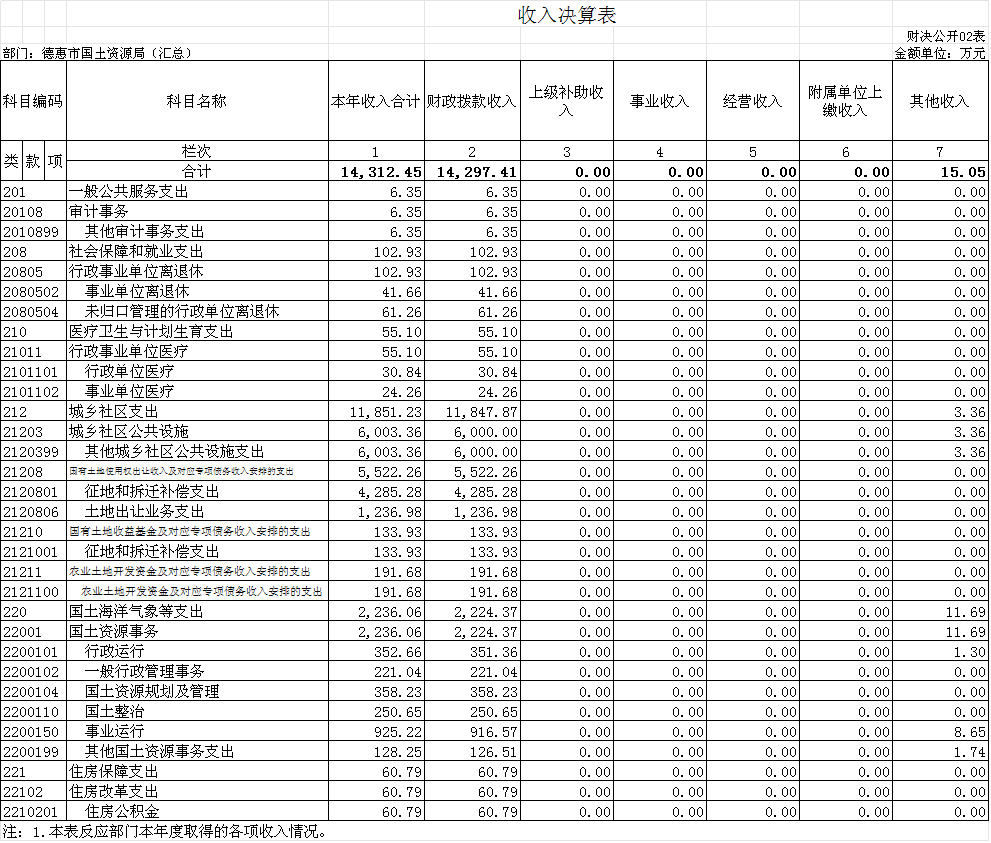 收入决算表
财决公开02表
部门：德惠市国土资源局（汇总） 金额单位：万元
科目编码 科目名称 本年收入合计 财政拨款收入 上级补助收入 事业收入 经营收入 附属单位上缴收入 其他收入
类 款 项 栏次 1 2 3 4 5 6 7
合计 14,312.45 14,297.41 0.00 0.00 0.00 0.00 15.05
201 一般公共服务支出 6.35 6.35 0.00 0.00 0.00 0.00 0.00
20108 审计事务 6.35 6.35 0.00 0.00 0.00 0.00 0.00
2010899 其他审计事务支出 6.35 6.35 0.00 0.00 0.00 0.00 0.00
208 社会保障和就业支出 102.93 102.93 0.00 0.00 0.00 0.00 0.00
20805 行政事业单位离退休 102.93 102.93 0.00 0.00 0.00 0.00 0.00
2080502 事业单位离退休 41.66 41.66 0.00 0.00 0.00 0.00 0.00
2080504 未归口管理的行政单位离退休 61.26 61.26 0.00 0.00 0.00 0.00 0.00
210 医疗卫生与计划生育支出 55.10 55.10 0.00 0.00 0.00 0.00 0.00
21011 行政事业单位医疗 55.10 55.10 0.00 0.00 0.00 0.00 0.00
2101101 行政单位医疗 30.84 30.84 0.00 0.00 0.00 0.00 0.00
2101102 事业单位医疗 24.26 24.26 0.00 0.00 0.00 0.00 0.00
212 城乡社区支出 11,851.23 11,847.87 0.00 0.00 0.00 0.00 3.36
21203 城乡社区公共设施 6,003.36 6,000.00 0.00 0.00 0.00 0.00 3.36
2120399 其他城乡社区公共设施支出 6,003.36 6,000.00 0.00 0.00 0.00 0.00 3.36
21208 国有土地使用权出让收入及对应专项债务收入安排的支出 5,522.26 5,522.26 0.00 0.00 0.00 0.00 0.00
2120801 征地和拆迁补偿支出 4,285.28 4,285.28 0.00 0.00 0.00 0.00 0.00
2120806 土地出让业务支出 1,236.98 1,236.98 0.00 0.00 0.00 0.00 0.00
21210 国有土地收益基金及对应专项债务收入安排的支出 133.93 133.93 0.00 0.00 0.00 0.00 0.00
2121001 征地和拆迁补偿支出 133.93 133.93 0.00 0.00 0.00 0.00 0.00
21211 农业土地开发资金及对应专项债务收入安排的支出 191.68 191.68 0.00 0.00 0.00 0.00 0.00
2121100 农业土地开发资金及对应专项债务收入安排的支出 191.68 191.68 0.00 0.00 0.00 0.00 0.00
220 国土海洋气象等支出 2,236.06 2,224.37 0.00 0.00 0.00 0.00 11.69
22001 国土资源事务 2,236.06 2,224.37 0.00 0.00 0.00 0.00 11.69
2200101 行政运行 352.66 351.36 0.00 0.00 0.00 0.00 1.30
2200102 一般行政管理事务 221.04 221.04 0.00 0.00 0.00 0.00 0.00
2200104 国土资源规划及管理 358.23 358.23 0.00 0.00 0.00 0.00 0.00
2200110 国土整治 250.65 250.65 0.00 0.00 0.00 0.00 0.00
2200150 事业运行 925.22 916.57 0.00 0.00 0.00 0.00 8.65
2200199 其他国土资源事务支出 128.25 126.51 0.00 0.00 0.00 0.00 1.74
221 住房保障支出 60.79 60.79 0.00 0.00 0.00 0.00 0.00
22102 住房改革支出 60.79 60.79 0.00 0.00 0.00 0.00 0.00
2210201 住房公积金 60.79 60.79 0.00 0.00 0.00 0.00 0.00
注：1.本表反应部门本年度取得的各项收入情况。